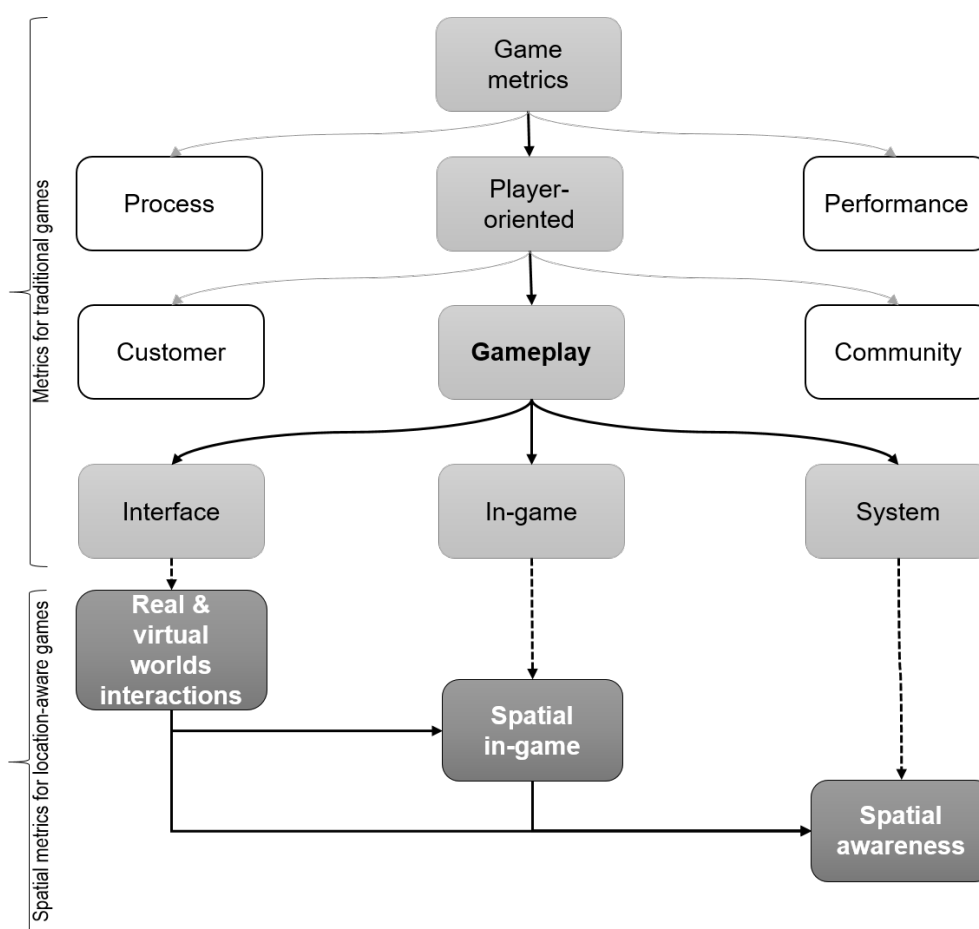 Game
metrics
Process
Player-
oriented
Performance
Customer
Gameplay
Community
Metrics for traditional games
Interface
In-game
System
Real &
virtual
worlds
interactions
Spatial
in-game
Spatial
awareness
Spatial metrics for location-aware games